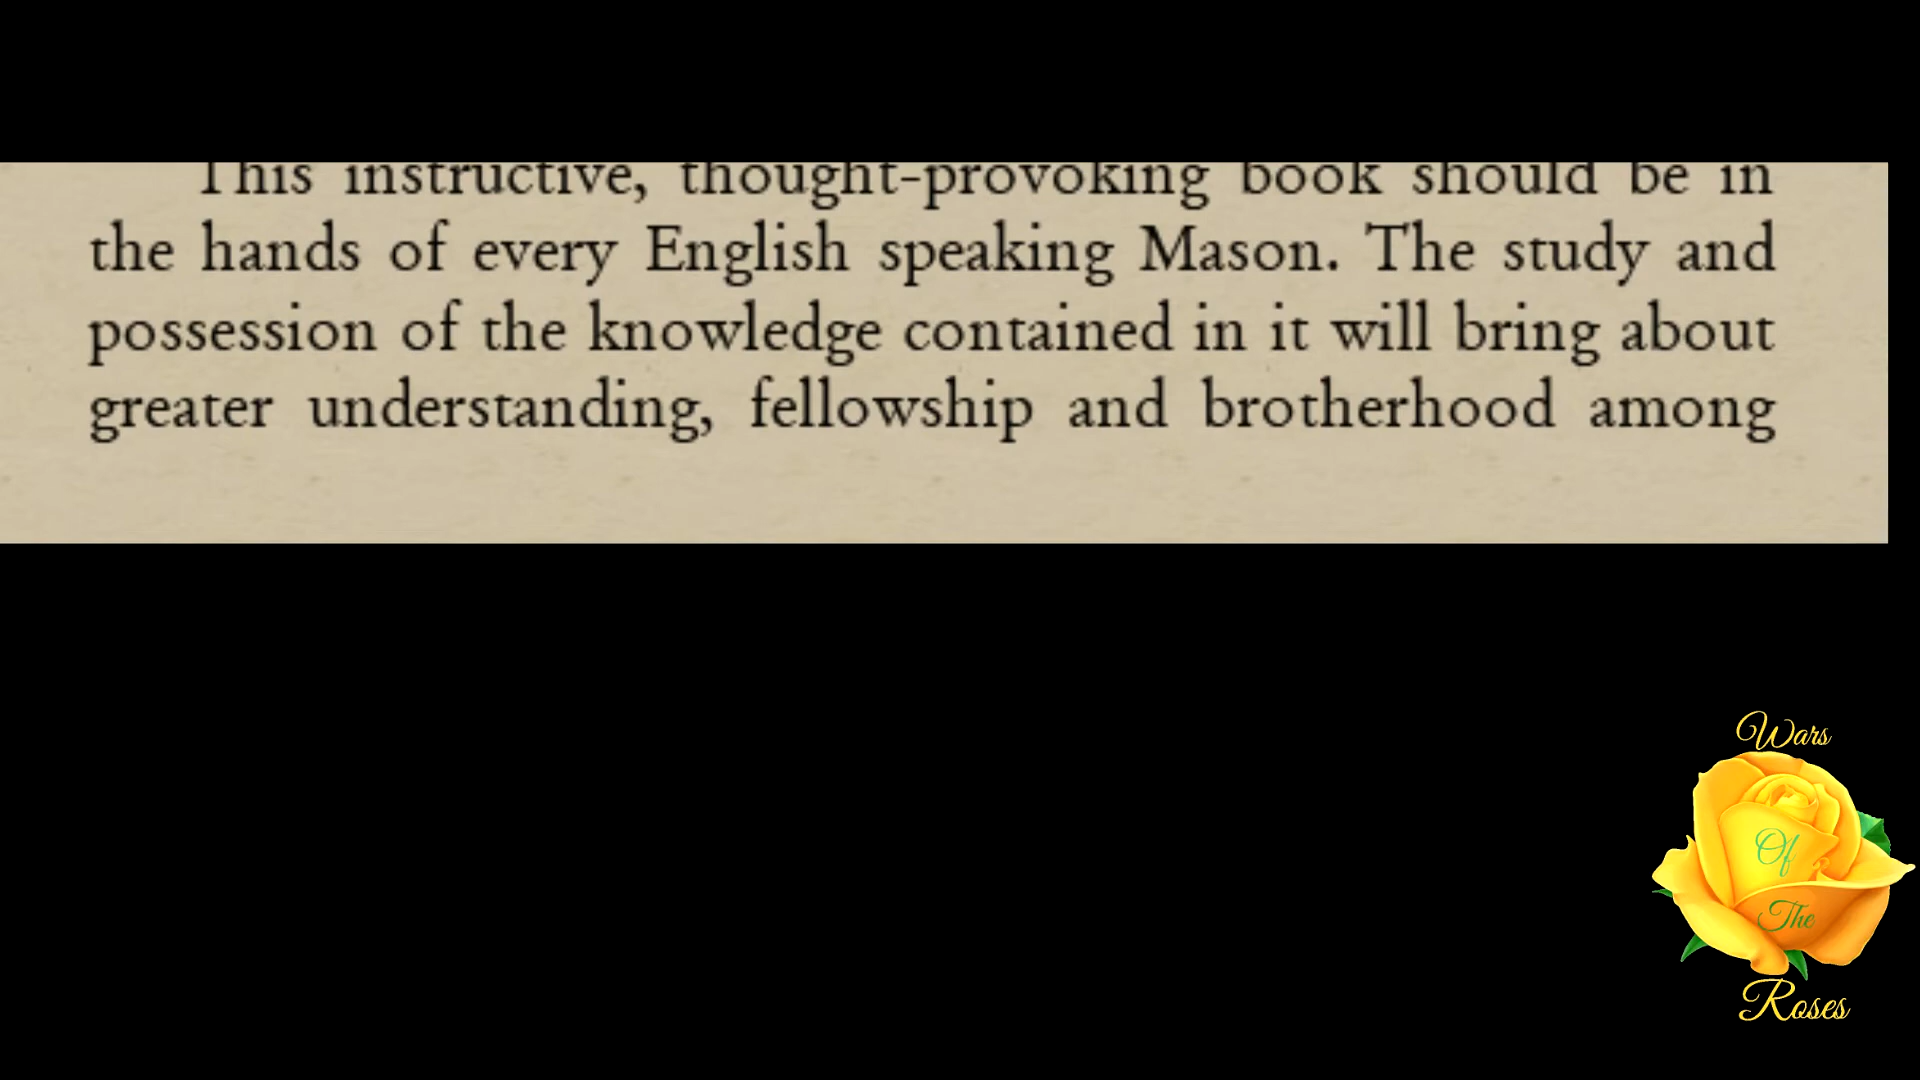 This instructive, thought-provoking book should be in
the hands of every English speaking Mason. The study and
possession of the knowledge contained in it will bring about
greater understanding, fellowship and brotherhood among
Wars
Of
The
Roses